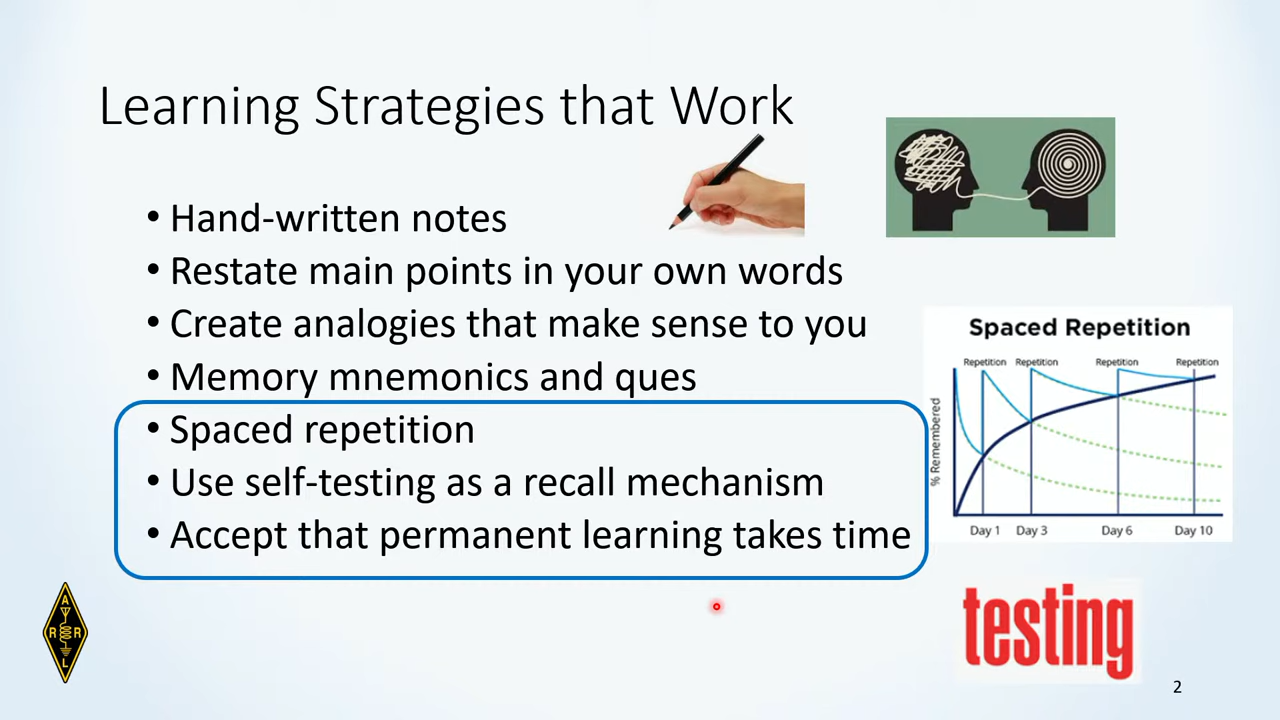 Learning Strategies that Work
• Hand-written notes
• Restate main points in your own words
• Create analogies that make sense to you
• Memory mnemonics and ques
• Spaced repetition
• Use self-testing as a recall mechanism
• Accept that permanent learning takes time
Spaced Repetition
Repetition Repetition Repetition Repetition
% Remembered
Day 1 Day 3 Day 6 Day 10
testing
A
R R
L
2